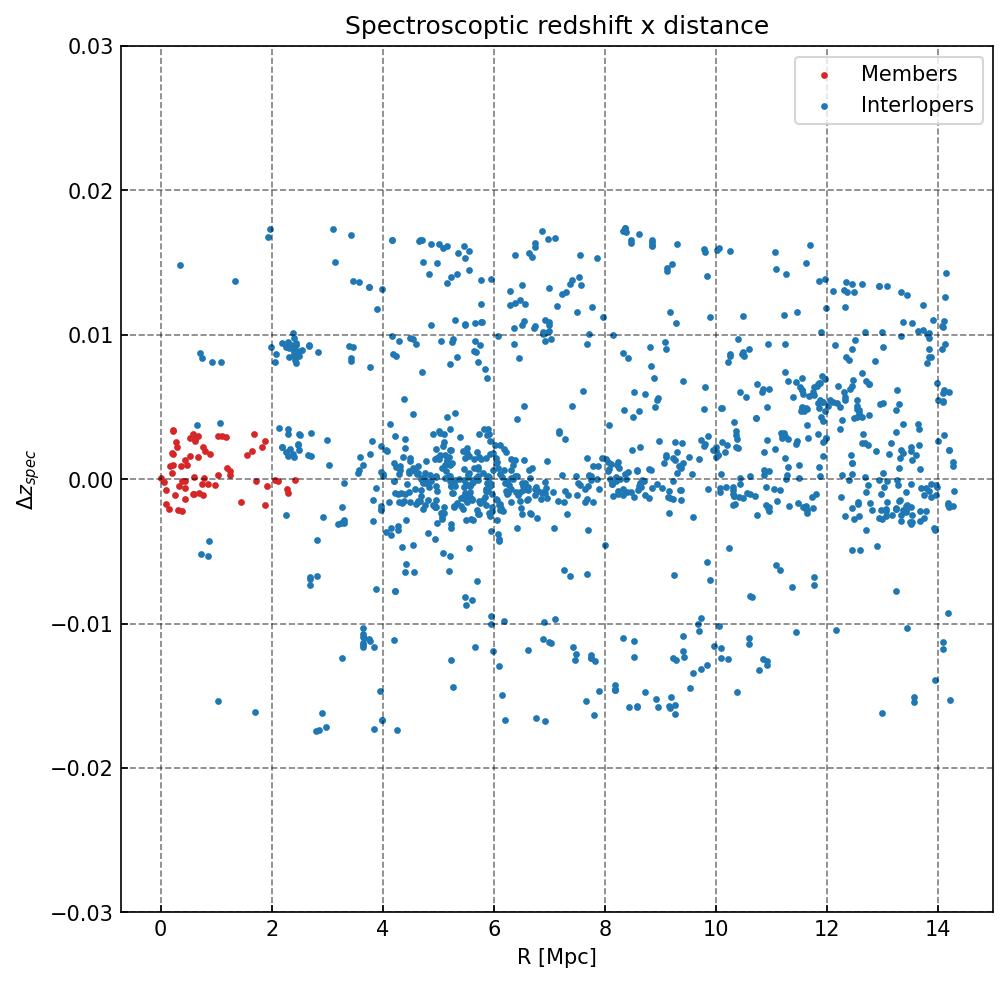 Spectroscoptic redshift x distance
0.03
0.02
0.01
0.00
−0.01
−0.02
−0.03
Δz_spec
Members
Interlopers
0 2 4 6 8 10 12 14
R [Mpc]